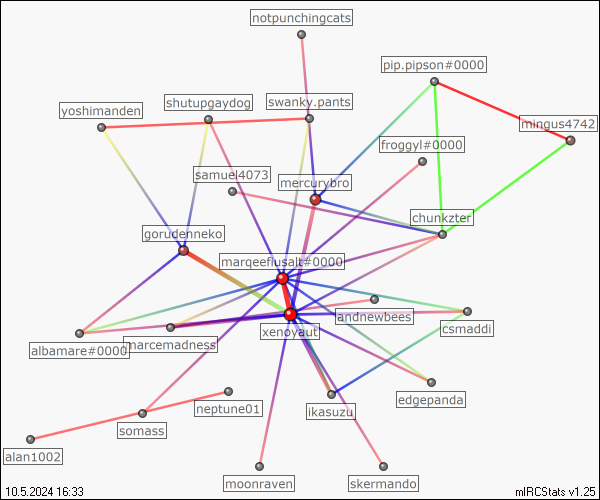 notpunchingcats
pip.pipson#0000
shutupgaydog
swanky.pants
yoshimanden
mingus4742
froggyl#0000
samuel4073
mercurybro
chunkzter
gorudenneko
marqeeflusalt#0000
andnewbees
xenoyaut
csmaddi
albamare#0000
marcemadness
edgepanda
neptune01
ikasuzu
somass
alan1002
moonraven
skermando
10.5.2024 16:33
mIRCStats v1.25